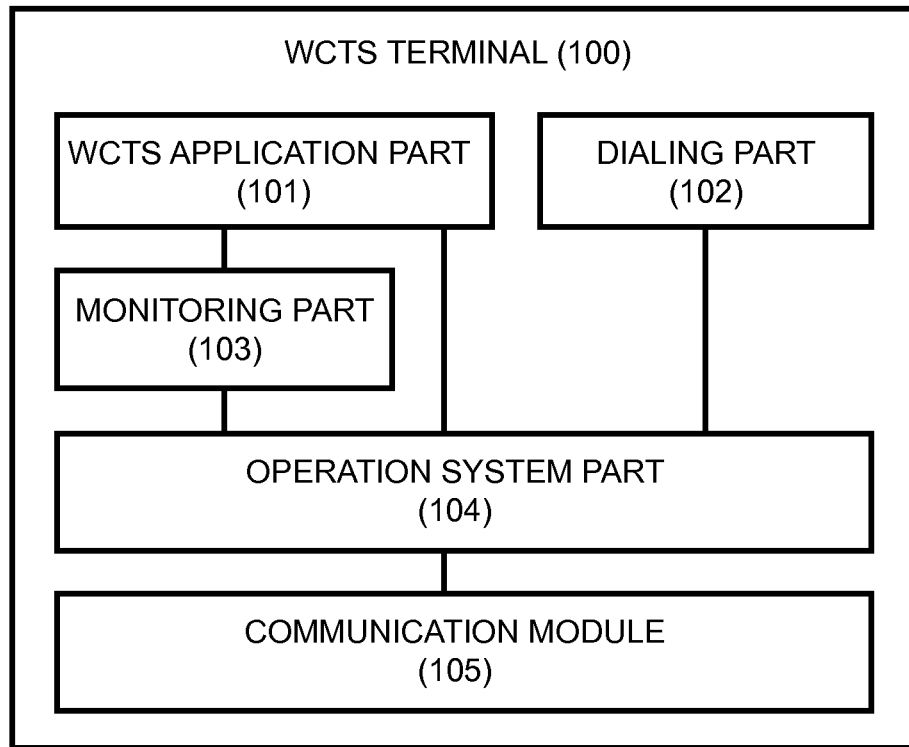 WCTS TERMINAL (100)
WCTS APPLICATION PART
(101)
DIALING PART
(102)
MONITORING PART
(103)
OPERATION SYSTEM PART
(104)
COMMUNICATION MODULE
(105)